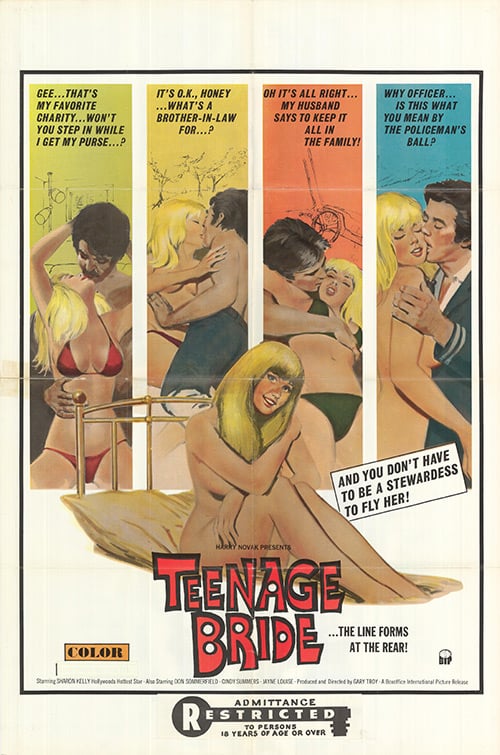 GEE...THAT'S
MY FAVORITE
CHARITY...WON'T
YOU STEP IN WHILE
I GET MY PURSE...?
IT'S O.K., HONEY
...WHAT'S A
BROTHER-IN-LAW
FOR...?
OH IT'S ALL RIGHT...
MY HUSBAND
SAYS TO KEEP IT
ALL IN
THE FAMILY!
WHY OFFICER...
IS THIS WHAT
YOU MEAN BY
THE POLICEMAN'S
BALL?
AND YOU DON'T HAVE
TO BE A STEWARDESS
TO FLY HER!
HARRY NOVAK PRESENTS
TEENAGE
BRIDE
...THE LINE FORMS
AT THE REAR!
COLOR
BIP
Starring SHARON KELLY Hollywoods Hottest Star - Also Starring DON SOMMERFIELD - CINDY SUMMERS - JAYNE LOUISE - Produced and Directed by GARY TROY - A Boxoffice International Picture Release
ADMITTANCE
RESTRICTED
TO PERSONS
18 YEARS OF AGE OR OVER